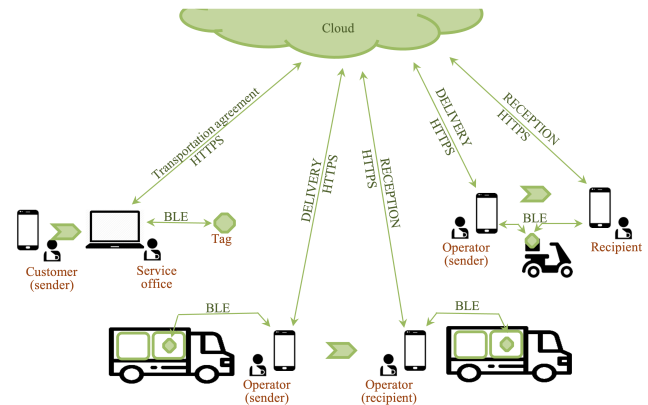 Cloud
Transportation agreement
HTTPS
DELIVERY
HTTPS
RECEPTION
HTTPS
DELIVERY
HTTPS
RECEPTION
HTTPS
BLE
Tag
Customer
(sender)
Service
office
BLE
Operator
(sender)
Recipient
BLE
Operator
(sender)
BLE
Operator
(recipient)